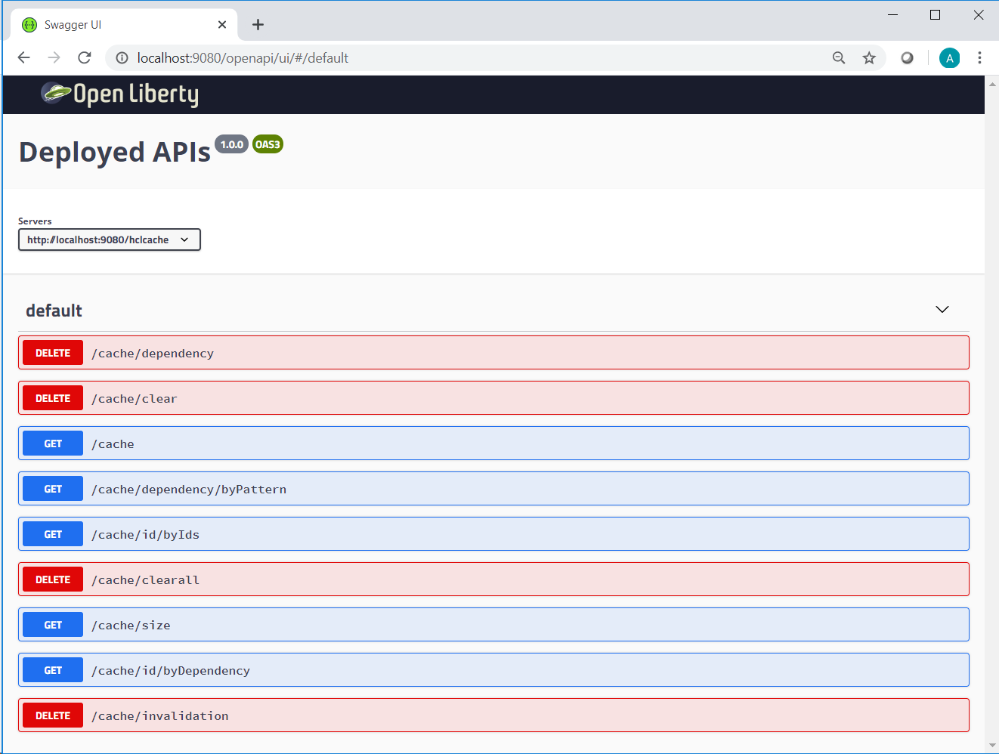 Swagger UI
localhost:9080/openapi/ui/#/default
A
Open Liberty
Deployed APIs 1.0.0 OAS3
Servers
http://localhost:9080/hclcache
default
DELETE /cache/dependency
DELETE /cache/clear
GET /cache
GET /cache/dependency/byPattern
GET /cache/id/byIds
DELETE /cache/clearall
GET /cache/size
GET /cache/id/byDependency
DELETE /cache/invalidation